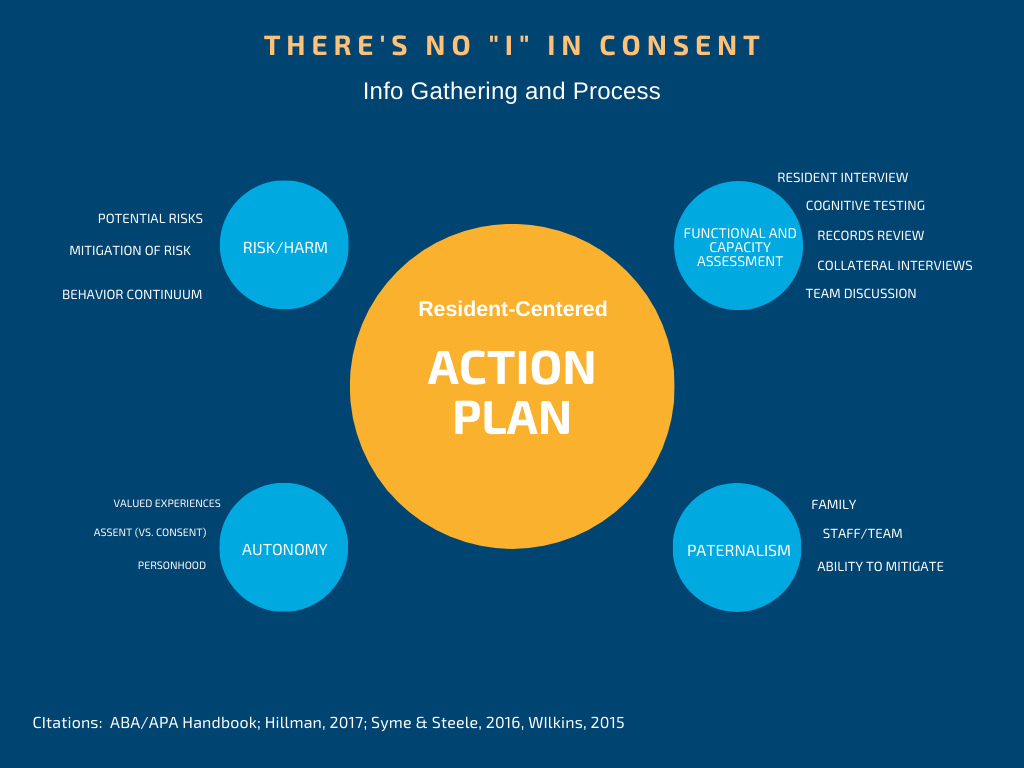 THERE'S NO "I" IN CONSENT
Info Gathering and Process
POTENTIAL RISKS
MITIGATION OF RISK
BEHAVIOR CONTINUUM
RISK/HARM
FUNCTIONAL AND
CAPACITY
ASSESSMENT
RESIDENT INTERVIEW
COGNITIVE TESTING
RECORDS REVIEW
COLLATERAL INTERVIEWS
TEAM DISCUSSION
Resident-Centered
ACTION
PLAN
VALUED EXPERIENCES
ASSENT (VS. CONSENT)
PERSONHOOD
AUTONOMY
PATERNALISM
FAMILY
STAFF/TEAM
ABILITY TO MITIGATE
CItations:  ABA/APA Handbook; Hillman, 2017; Syme & Steele, 2016, WIlkins, 2015